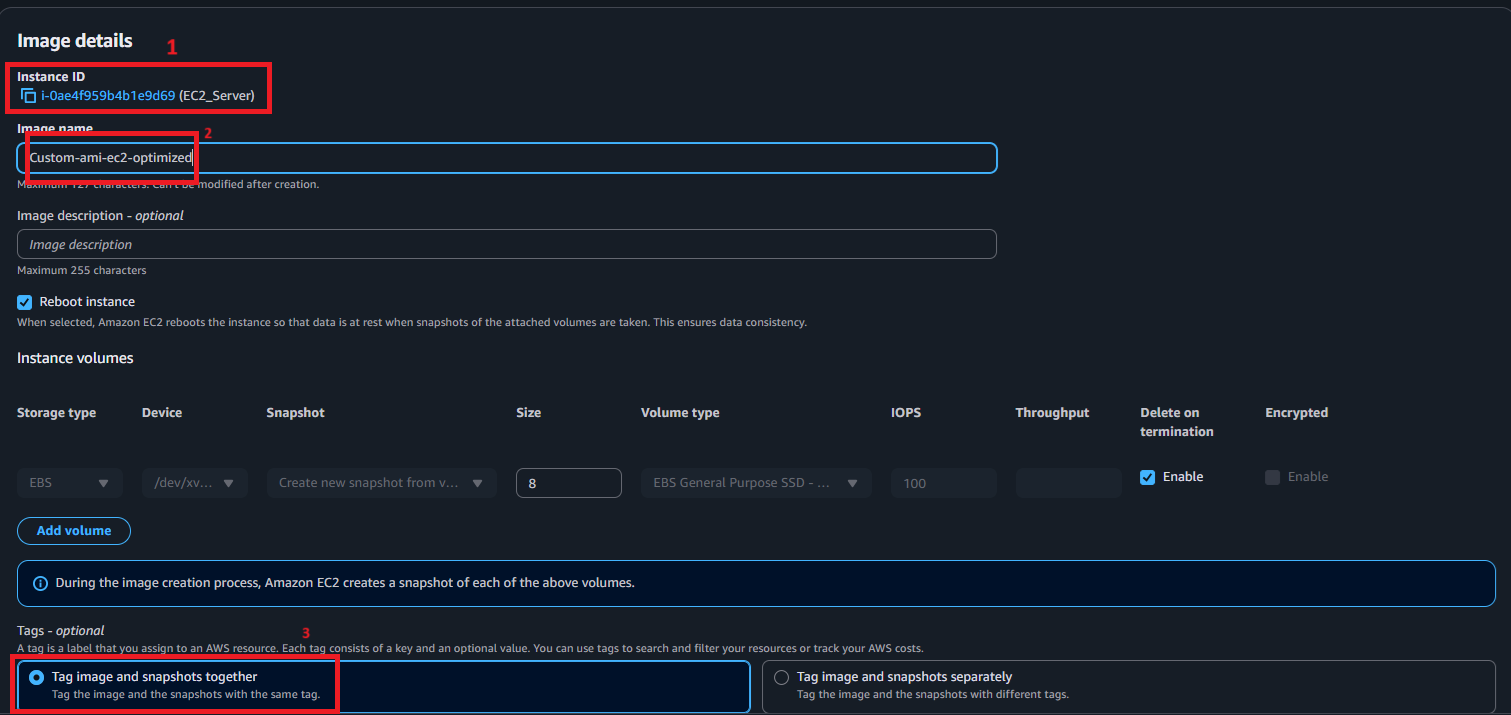 Image details
1
Instance ID
i-0ae4f959b4b1e9d69 (EC2_Server)
Image name
2
Custom-ami-ec2-optimized
Maximum 127 characters. Can't be modified after creation.
Image description - optional
Image description
Maximum 255 characters
Reboot instance
When selected, Amazon EC2 reboots the instance so that data is at rest when snapshots of the attached volumes are taken. This ensures data consistency.
Instance volumes
Storage type Device Snapshot Size Volume type IOPS Throughput Delete on termination Encrypted
EBS /dev/xv... Create new snapshot from v... 8 EBS General Purpose SSD - ... 100 Enable Enable
Add volume
During the image creation process, Amazon EC2 creates a snapshot of each of the above volumes.
Tags - optional
3
A tag is a label that you assign to an AWS resource. Each tag consists of a key and an optional value. You can use tags to search and filter your resources or track your AWS costs.
Tag image and snapshots together
Tag the image and the snapshots with the same tag.
Tag image and snapshots separately
Tag the image and the snapshots with different tags.